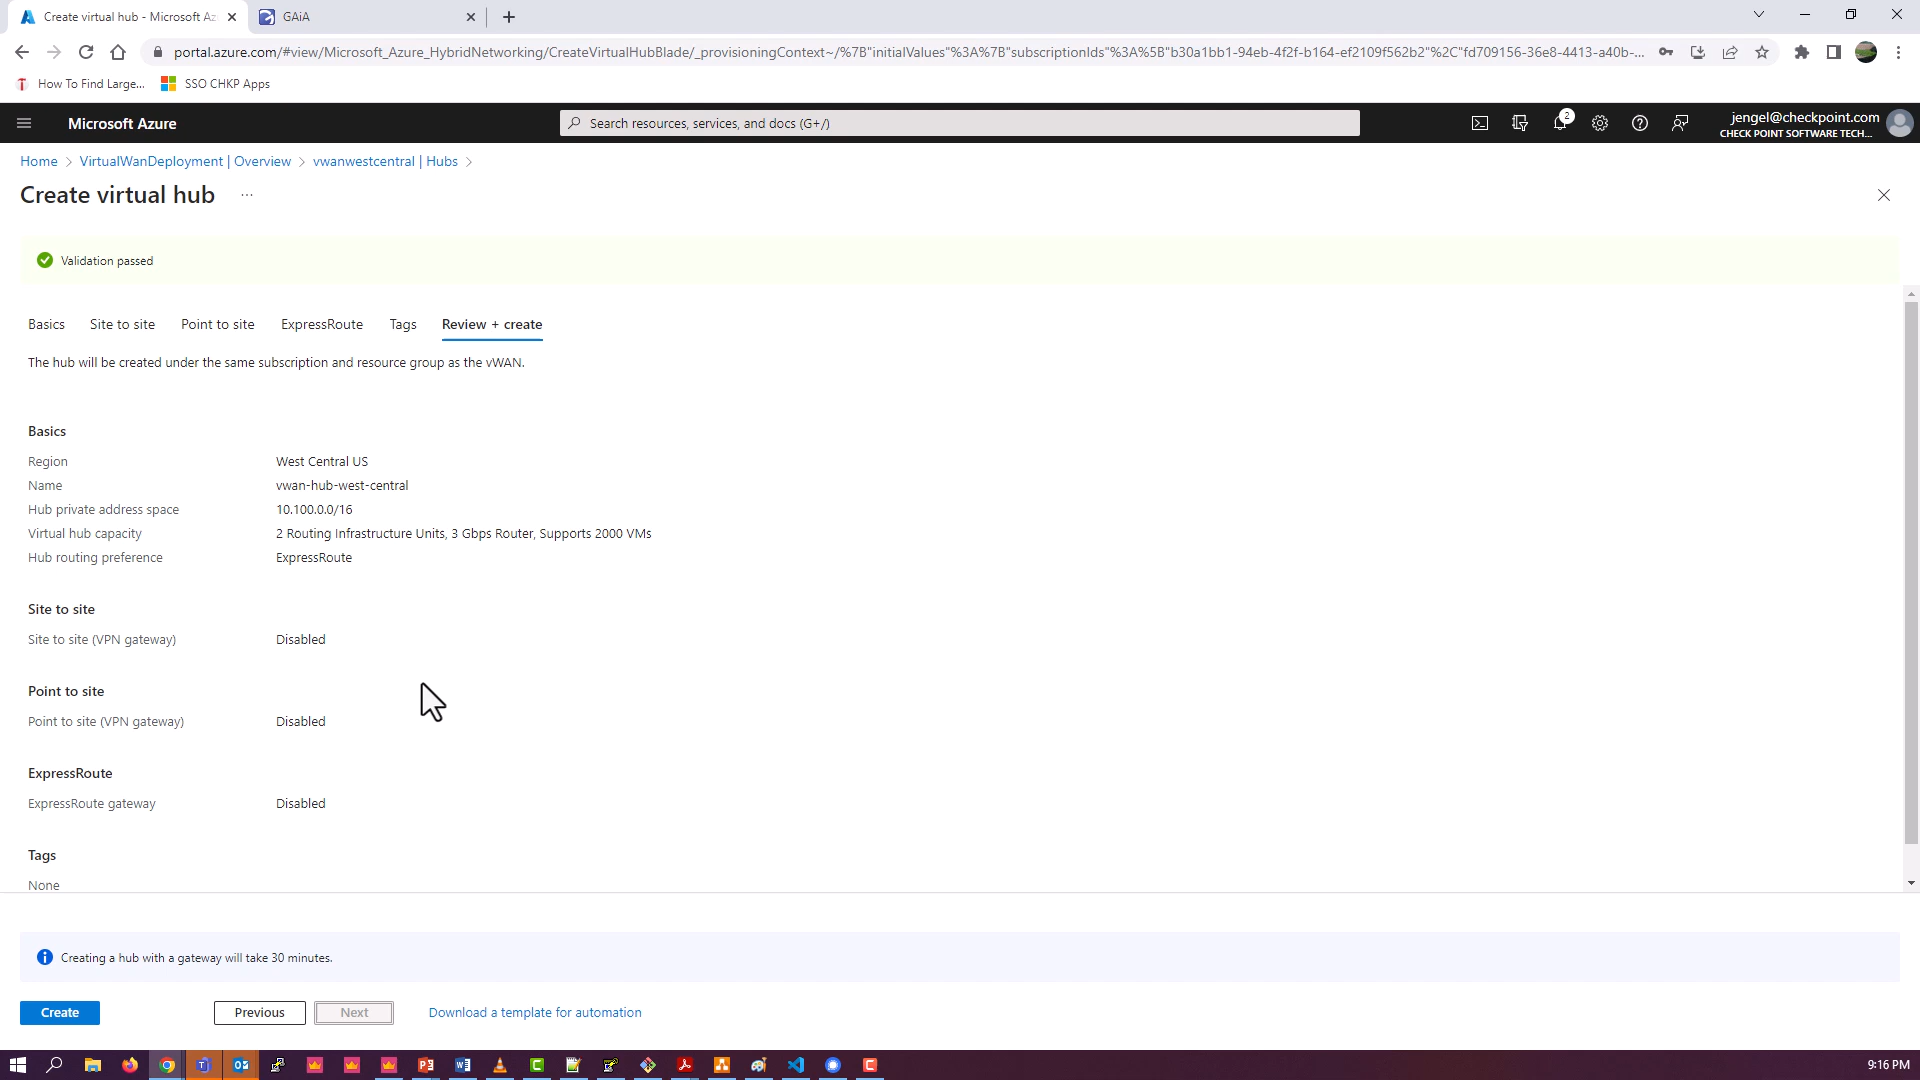 Create virtual hub - Microsoft Az
GAiA
portal.azure.com/#view/Microsoft_Azure_HybridNetworking/CreateVirtualHubBlade/_provisioningContext~/%7B"initialValues"%3A%7B"subscriptionIds"%3A%5B"b30a1bb1-94eb-4f2f-b164-ef2109f562b2"%2C"fd709156-36e8-4413-a40b-...
How To Find Large...
SSO CHKP Apps
Microsoft Azure
Search resources, services, and docs (G+/)
2
jengel@checkpoint.com
CHECK POINT SOFTWARE TECH...
Home > VirtualWanDeployment | Overview > vwanwestcentral | Hubs >
Create virtual hub ...
Validation passed
Basics Site to site Point to site ExpressRoute Tags Review + create
The hub will be created under the same subscription and resource group as the vWAN.
Basics
Region West Central US
Name vwan-hub-west-central
Hub private address space 10.100.0.0/16
Virtual hub capacity 2 Routing Infrastructure Units, 3 Gbps Router, Supports 2000 VMs
Hub routing preference ExpressRoute
Site to site
Site to site (VPN gateway) Disabled
Point to site
Point to site (VPN gateway) Disabled
ExpressRoute
ExpressRoute gateway Disabled
Tags
None
Creating a hub with a gateway will take 30 minutes.
Create Previous Next Download a template for automation
9:16 PM